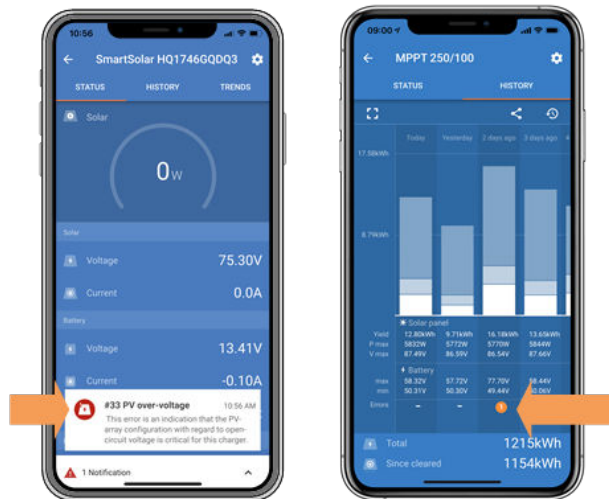 10:56
SmartSolar HQ1746GQDQ3
STATUS HISTORY TRENDS
Solar
0W
Solar
Voltage 75.30V
Current 0.0A
Battery
Voltage 13.41V
Current -0.10A
#33 PV over-voltage 10:56 AM
This error is an indication that the PV-
array configuration with regard to open-
circuit voltage is critical for this charger.
1 Notification
09:00
MPPT 250/100
STATUS HISTORY
Today Yesterday 2 days ago 3 days ago
17.58kWh
8.79kWh
Solar panel
Yield 12.80kWh 9.71kWh 16.18kWh 13.65kWh
P max 5832W 5772W 5770W 5844W
V max 87.49V 86.59V 86.54V 87.66V
Battery
max 58.32V 57.72V 77.70V 58.44V
min 50.31V 50.30V 49.44V
Errors - - 1
Total 1215kWh
Since cleared 1154kWh